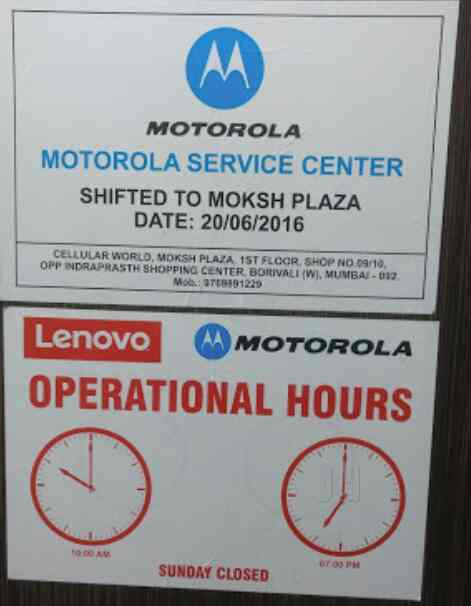 MOTOROLA
MOTOROLA SERVICE CENTER
SHIFTED TO MOKSH PLAZA
DATE: 20/06/2016
CELLULAR WORLD, MOKSH PLAZA, 1ST FLOOR, SHOP NO.09/10,
OPP INDRAPRASTH SHOPPING CENTER, BORIVALI (W), MUMBAI - 092.
Mob.: 9769891229
Lenovo
MOTOROLA
OPERATIONAL HOURS
10:00 AM
07:00 PM
SUNDAY CLOSED